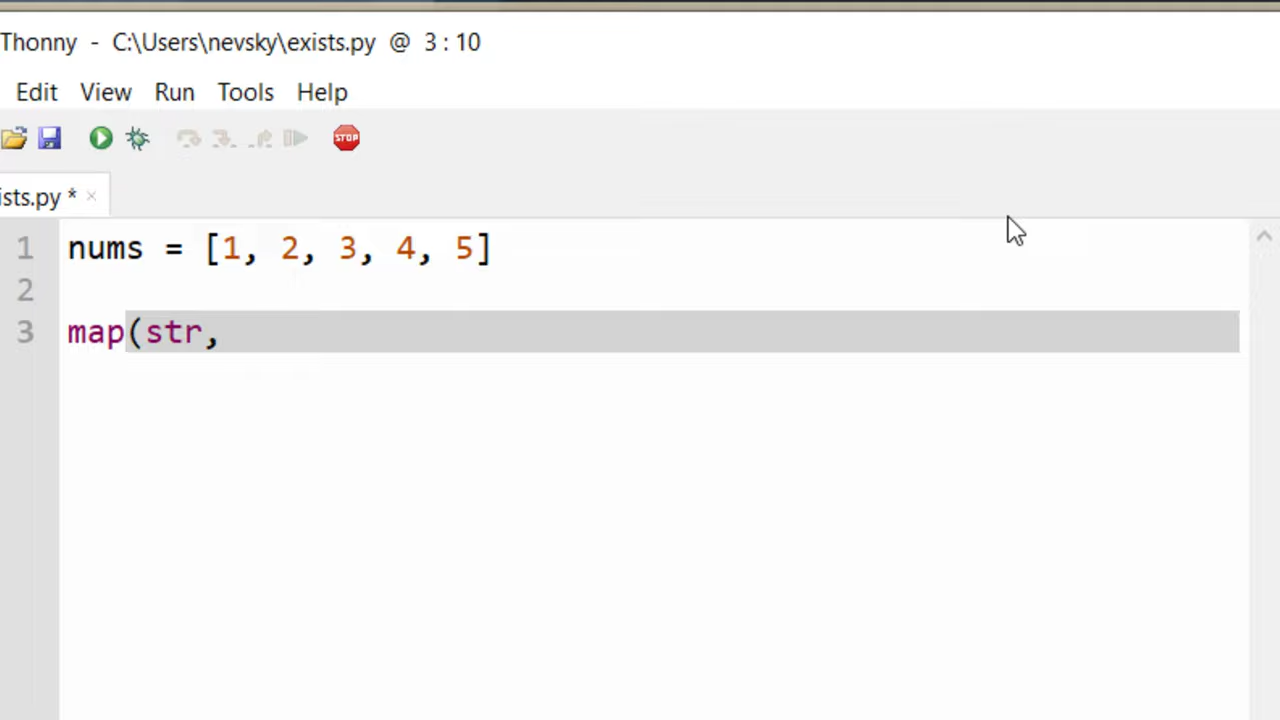 Thonny - C:\Users\nevsky\exists.py @ 3 : 10
Edit View Run Tools Help
STOP
ists.py * ×
1 nums = [1, 2, 3, 4, 5]
2
3 map(str,